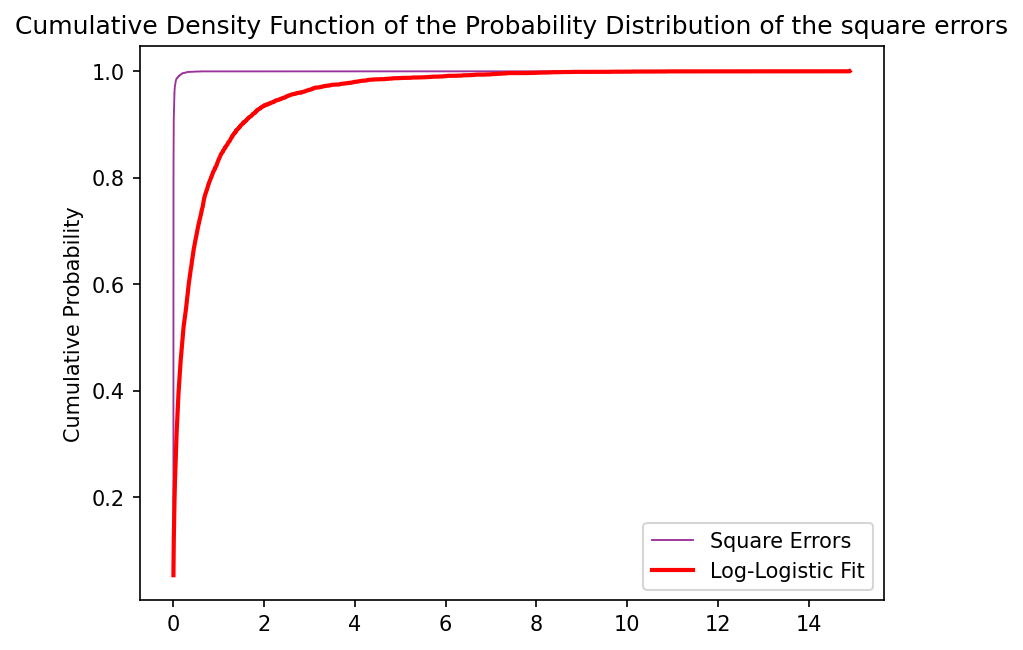 Cumulative Density Function of the Probability Distribution of the square errors
Cumulative Probability
1.0
0.8
0.6
0.4
0.2
0 2 4 6 8 10 12 14
Square Errors
Log-Logistic Fit